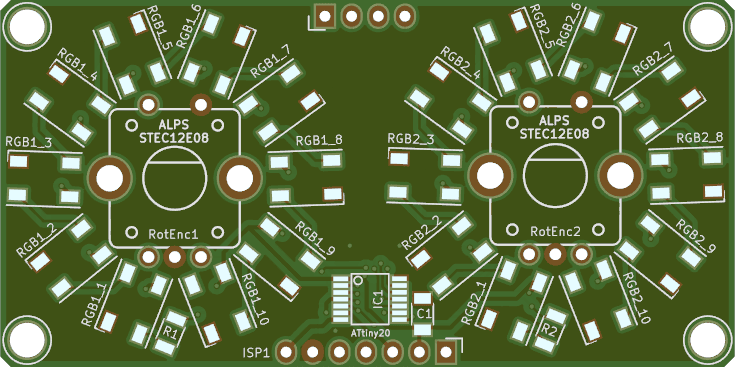 RGB1_5
RGB1_6
RGB2_5
RGB2_6
RGB1_4
RGB1_7
RGB2_4
RGB2_7
ALPS
STEC12E08
ALPS
STEC12E08
RGB1_3
RGB1_8
RGB2_3
RGB2_8
RotEnc1
RotEnc2
RGB1_2
RGB1_9
RGB2_2
RGB2_9
RGB1_1
RGB1_10
IC1
C1
RGB2_1
RGB2_10
R1
ATtiny20
R2
ISP1